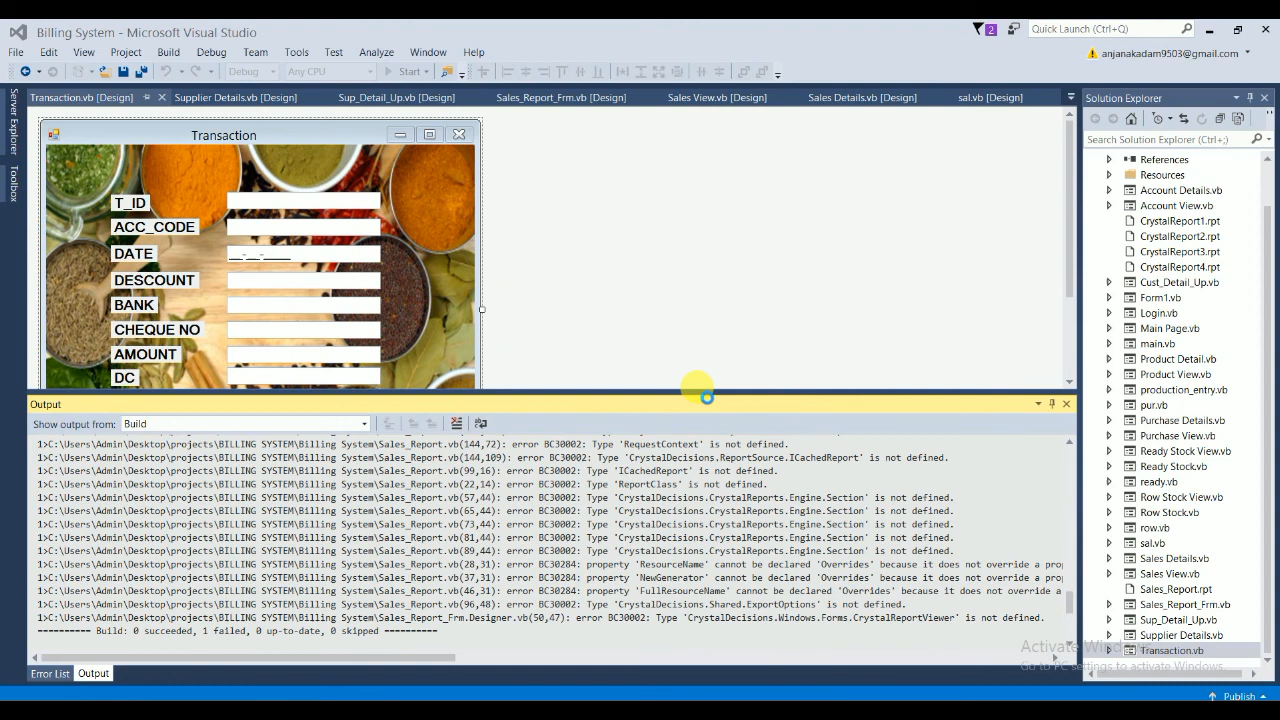 Billing System - Microsoft Visual Studio
2
Quick Launch (Ctrl+Q)
File Edit View Project Build Debug Team Tools Test Analyze Window Help
anjanakadam9503@gmail.com
Debug Any CPU Start
Transaction.vb [Design] Supplier Details.vb [Design] Sup_Detail_Up.vb [Design] Sales_Report_Frm.vb [Design] Sales View.vb [Design] Sales Details.vb [Design] sal.vb [Design]
Server Explorer
Toolbox
Transaction
T_ID
ACC_CODE
DATE __-__-____
DESCOUNT
BANK
CHEQUE NO
AMOUNT
DC
Output
Show output from: Build
1>C:\Users\Admin\Desktop\projects\BILLING SYSTEM\Billing System\Sales_Report.vb(144,72): error BC30002: Type 'RequestContext' is not defined.
1>C:\Users\Admin\Desktop\projects\BILLING SYSTEM\Billing System\Sales_Report.vb(144,109): error BC30002: Type 'CrystalDecisions.ReportSource.ICachedReport' is not defined.
1>C:\Users\Admin\Desktop\projects\BILLING SYSTEM\Billing System\Sales_Report.vb(99,16): error BC30002: Type 'ICachedReport' is not defined.
1>C:\Users\Admin\Desktop\projects\BILLING SYSTEM\Billing System\Sales_Report.vb(22,14): error BC30002: Type 'ReportClass' is not defined.
1>C:\Users\Admin\Desktop\projects\BILLING SYSTEM\Billing System\Sales_Report.vb(57,44): error BC30002: Type 'CrystalDecisions.CrystalReports.Engine.Section' is not defined.
1>C:\Users\Admin\Desktop\projects\BILLING SYSTEM\Billing System\Sales_Report.vb(65,44): error BC30002: Type 'CrystalDecisions.CrystalReports.Engine.Section' is not defined.
1>C:\Users\Admin\Desktop\projects\BILLING SYSTEM\Billing System\Sales_Report.vb(73,44): error BC30002: Type 'CrystalDecisions.CrystalReports.Engine.Section' is not defined.
1>C:\Users\Admin\Desktop\projects\BILLING SYSTEM\Billing System\Sales_Report.vb(81,44): error BC30002: Type 'CrystalDecisions.CrystalReports.Engine.Section' is not defined.
1>C:\Users\Admin\Desktop\projects\BILLING SYSTEM\Billing System\Sales_Report.vb(89,44): error BC30002: Type 'CrystalDecisions.CrystalReports.Engine.Section' is not defined.
1>C:\Users\Admin\Desktop\projects\BILLING SYSTEM\Billing System\Sales_Report.vb(28,31): error BC30284: property 'ResourceName' cannot be declared 'Overrides' because it does not override a pro
1>C:\Users\Admin\Desktop\projects\BILLING SYSTEM\Billing System\Sales_Report.vb(37,31): error BC30284: property 'NewGenerator' cannot be declared 'Overrides' because it does not override a pro
1>C:\Users\Admin\Desktop\projects\BILLING SYSTEM\Billing System\Sales_Report.vb(46,31): error BC30284: property 'FullResourceName' cannot be declared 'Overrides' because it does not override a
1>C:\Users\Admin\Desktop\projects\BILLING SYSTEM\Billing System\Sales_Report.vb(96,48): error BC30002: Type 'CrystalDecisions.Shared.ExportOptions' is not defined.
1>C:\Users\Admin\Desktop\projects\BILLING SYSTEM\Billing System\Sales_Report_Frm.Designer.vb(50,47): error BC30002: Type 'CrystalDecisions.Windows.Forms.CrystalReportViewer' is not defined.
========== Build: 0 succeeded, 1 failed, 0 up-to-date, 0 skipped ==========
Error List Output
Solution Explorer
Search Solution Explorer (Ctrl+;)
References
Resources
Account Details.vb
Account View.vb
CrystalReport1.rpt
CrystalReport2.rpt
CrystalReport3.rpt
CrystalReport4.rpt
Cust_Detail_Up.vb
Form1.vb
Login.vb
Main Page.vb
main.vb
Product Detail.vb
Product View.vb
production_entry.vb
pur.vb
Purchase Details.vb
Purchase View.vb
Ready Stock View.vb
Ready Stock.vb
ready.vb
Row Stock View.vb
Row Stock.vb
row.vb
sal.vb
Sales Details.vb
Sales View.vb
Sales_Report.rpt
Sales_Report_Frm.vb
Sup_Detail_Up.vb
Supplier Details.vb
Transaction.vb
Activate Windows
Go to PC settings to activate Windows.
Publish